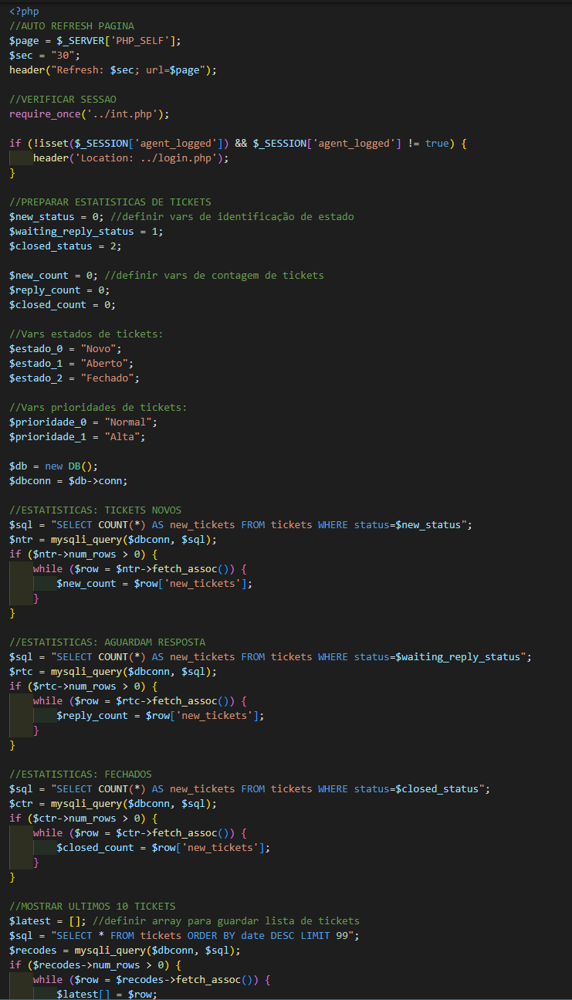 <?php
//AUTO REFRESH PAGINA
$page = $_SERVER['PHP_SELF'];
$sec = "30";
header("Refresh: $sec; url=$page");

//VERIFICAR SESSAO
require_once('../int.php');

if (!isset($_SESSION['agent_logged']) && $_SESSION['agent_logged'] != true) {
    header('Location: ../login.php');
}

//PREPARAR ESTATISTICAS DE TICKETS
$new_status = 0; //definir vars de identificação de estado
$waiting_reply_status = 1;
$closed_status = 2;

$new_count = 0; //definir vars de contagem de tickets
$reply_count = 0;
$closed_count = 0;

//Vars estados de tickets:
$estado_0 = "Novo";
$estado_1 = "Aberto";
$estado_2 = "Fechado";

//Vars prioridades de tickets:
$prioridade_0 = "Normal";
$prioridade_1 = "Alta";

$db = new DB();
$dbconn = $db->conn;

//ESTATISTICAS: TICKETS NOVOS
$sql = "SELECT COUNT(*) AS new_tickets FROM tickets WHERE status=$new_status";
$ntr = mysqli_query($dbconn, $sql);
if ($ntr->num_rows > 0) {
    while ($row = $ntr->fetch_assoc()) {
        $new_count = $row['new_tickets'];
    }
}

//ESTATISTICAS: AGUARDAM RESPOSTA
$sql = "SELECT COUNT(*) AS new_tickets FROM tickets WHERE status=$waiting_reply_status";
$rtc = mysqli_query($dbconn, $sql);
if ($rtc->num_rows > 0) {
    while ($row = $rtc->fetch_assoc()) {
        $reply_count = $row['new_tickets'];
    }
}

//ESTATISTICAS: FECHADOS
$sql = "SELECT COUNT(*) AS new_tickets FROM tickets WHERE status=$closed_status";
$ctr = mysqli_query($dbconn, $sql);
if ($ctr->num_rows > 0) {
    while ($row = $ctr->fetch_assoc()) {
        $closed_count = $row['new_tickets'];
    }
}

//MOSTRAR ULTIMOS 10 TICKETS
$latest = []; //definir array para guardar lista de tickets
$sql = "SELECT * FROM tickets ORDER BY date DESC LIMIT 99";
$recodes = mysqli_query($dbconn, $sql);
if ($recodes->num_rows > 0) {
    while ($row = $recodes->fetch_assoc()) {
        $latest[] = $row;